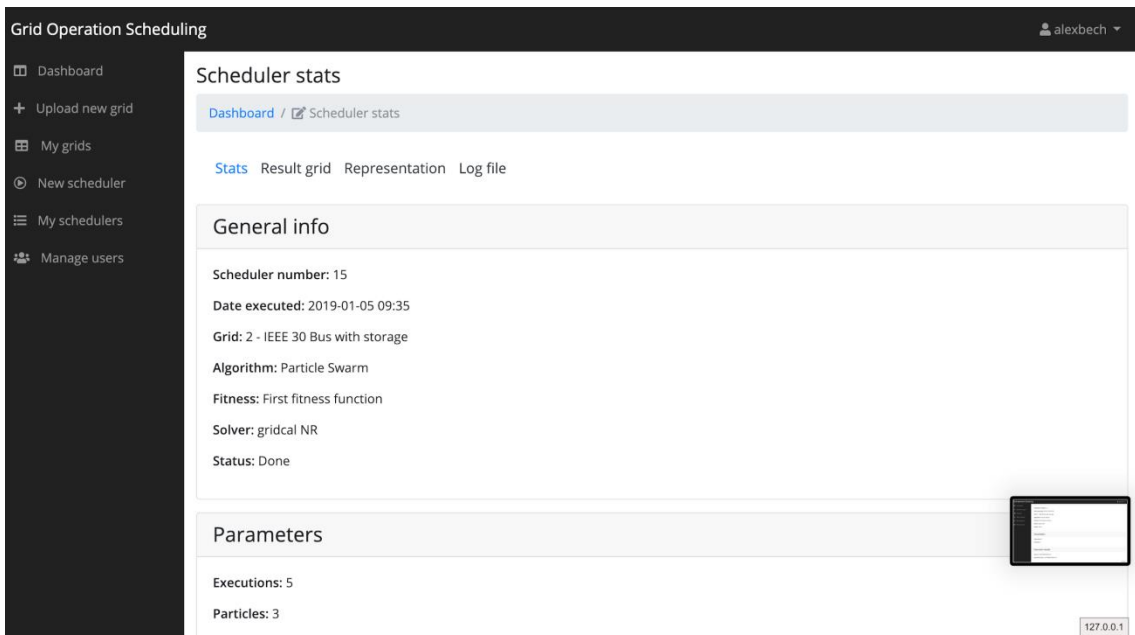 Grid Operation Scheduling
alexbech
Dashboard
Upload new grid
My grids
New scheduler
My schedulers
Manage users
Scheduler stats
Dashboard / Scheduler stats
Stats Result grid Representation Log file
General info
Scheduler number: 15
Date executed: 2019-01-05 09:35
Grid: 2 - IEEE 30 Bus with storage
Algorithm: Particle Swarm
Fitness: First fitness function
Solver: gridcal NR
Status: Done
Parameters
Executions: 5
Particles: 3
127.0.0.1